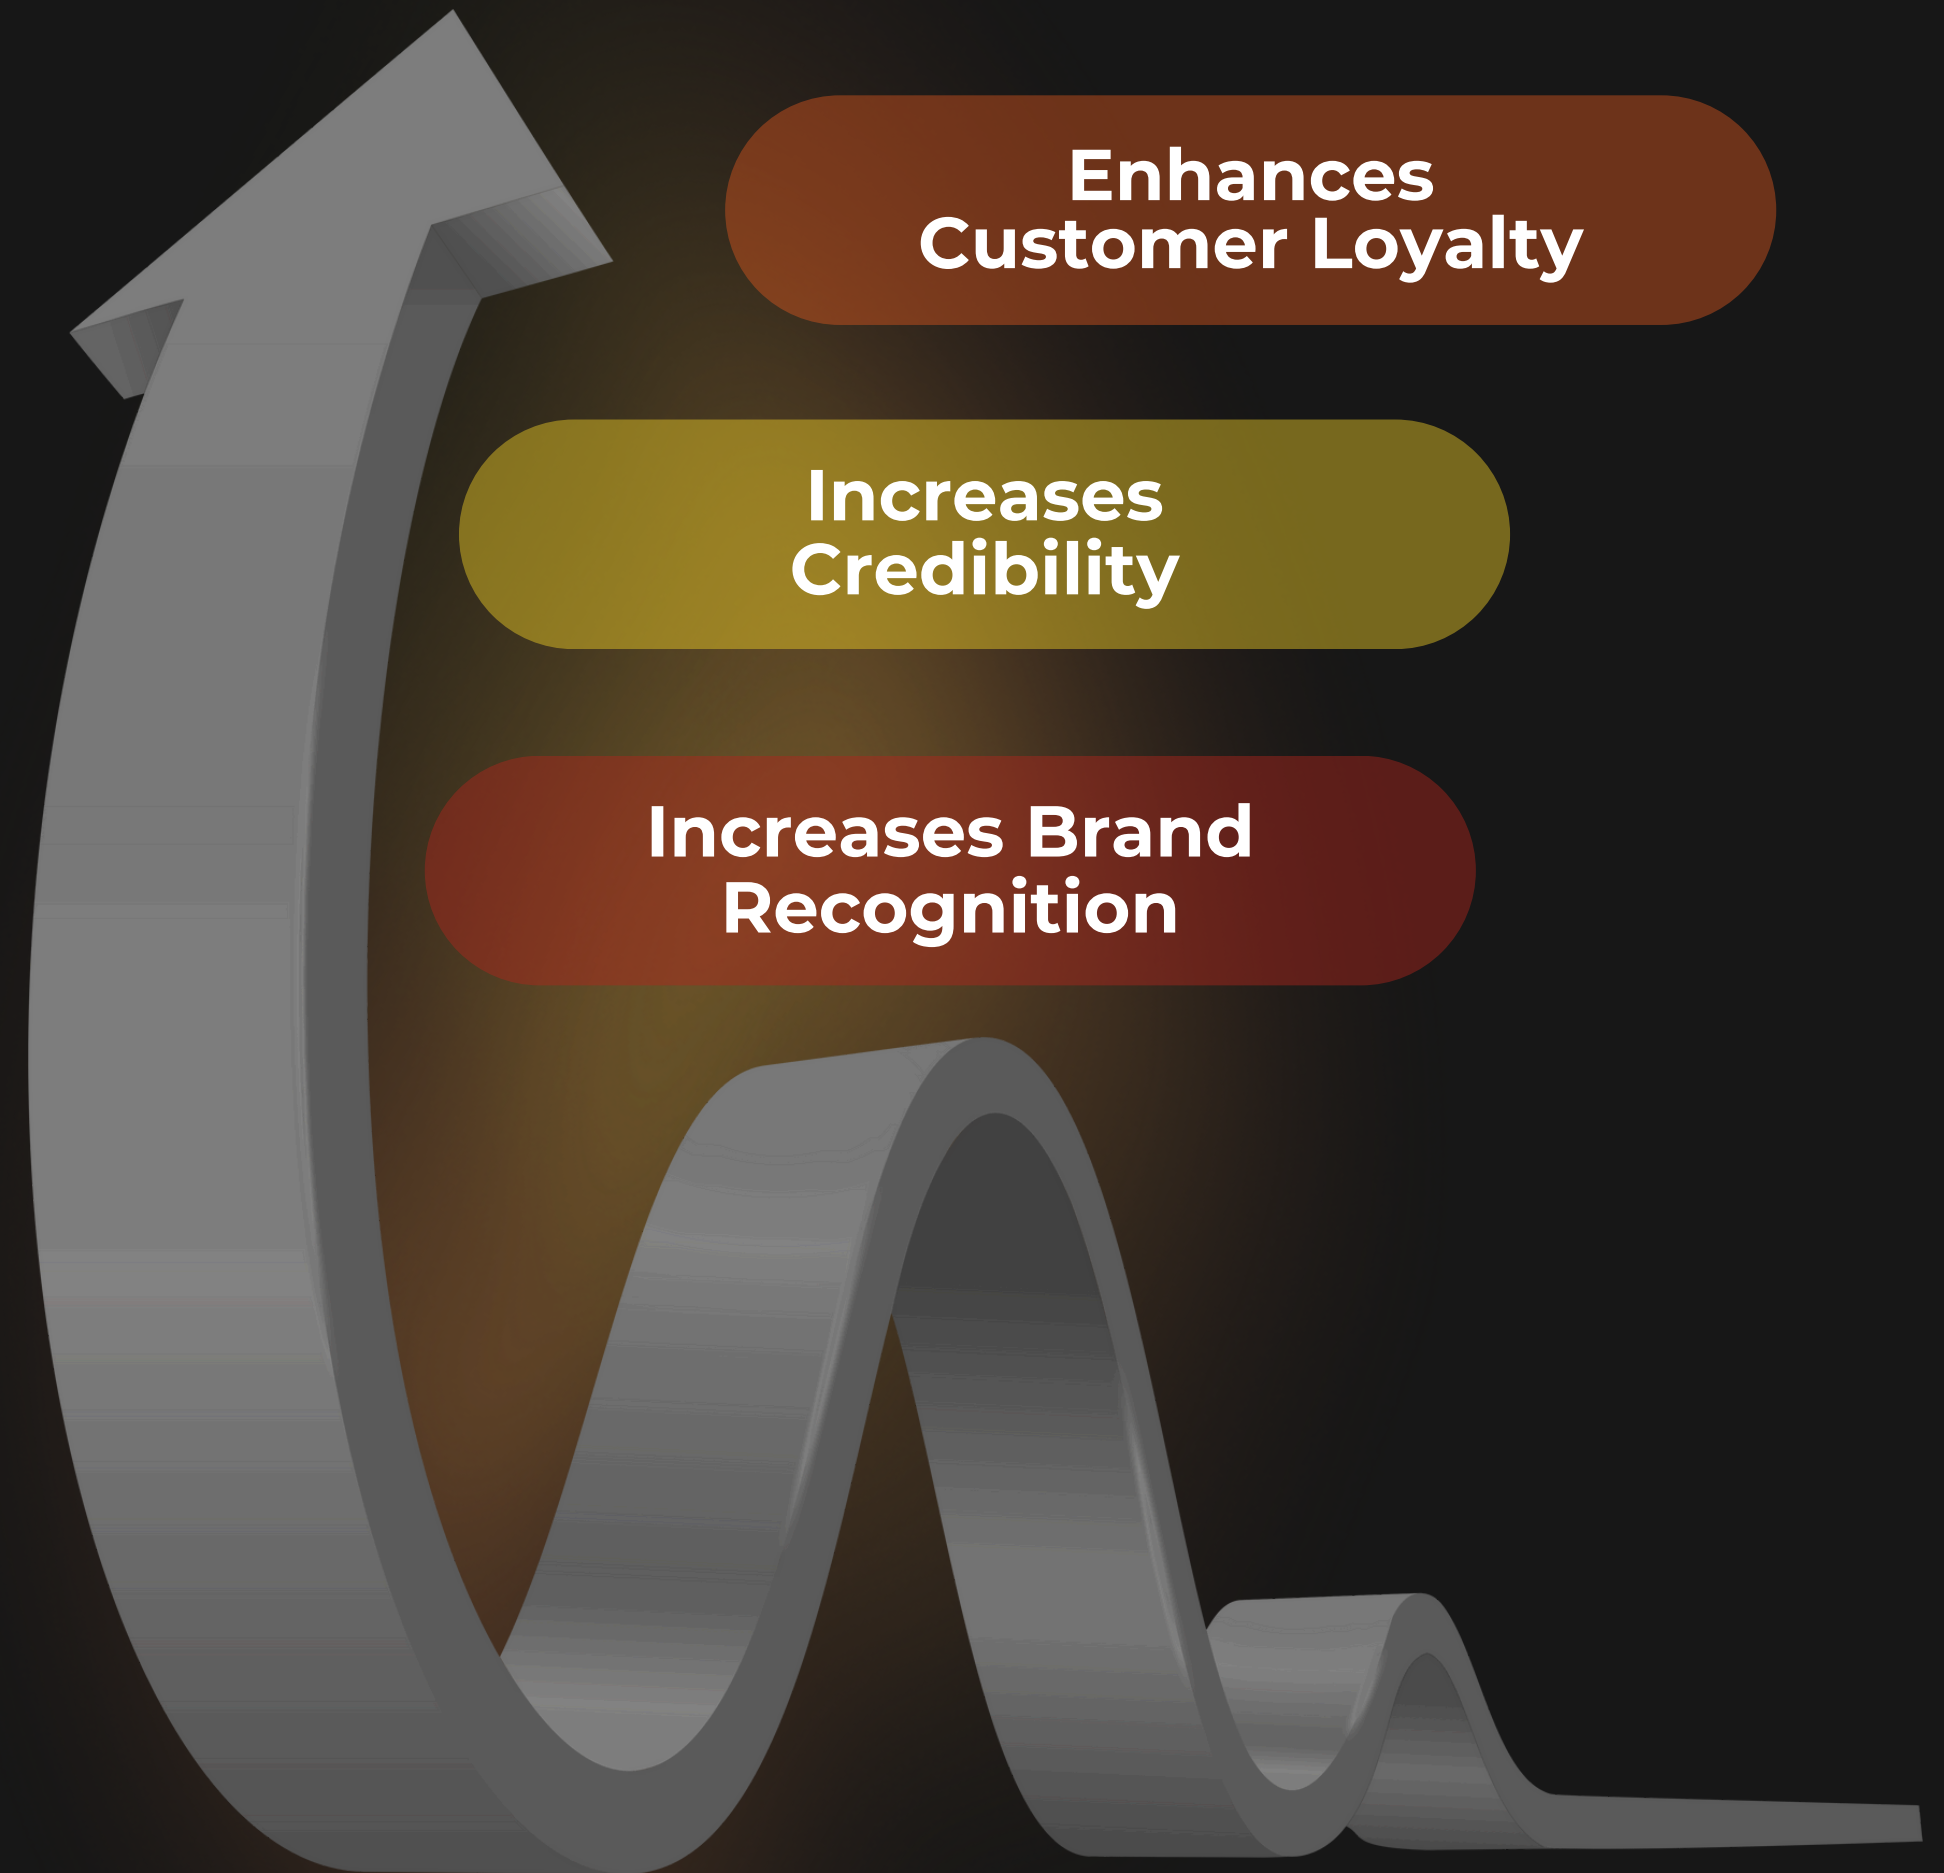 Enhances
Customer Loyalty
Increases
Credibility
Increases Brand
Recognition